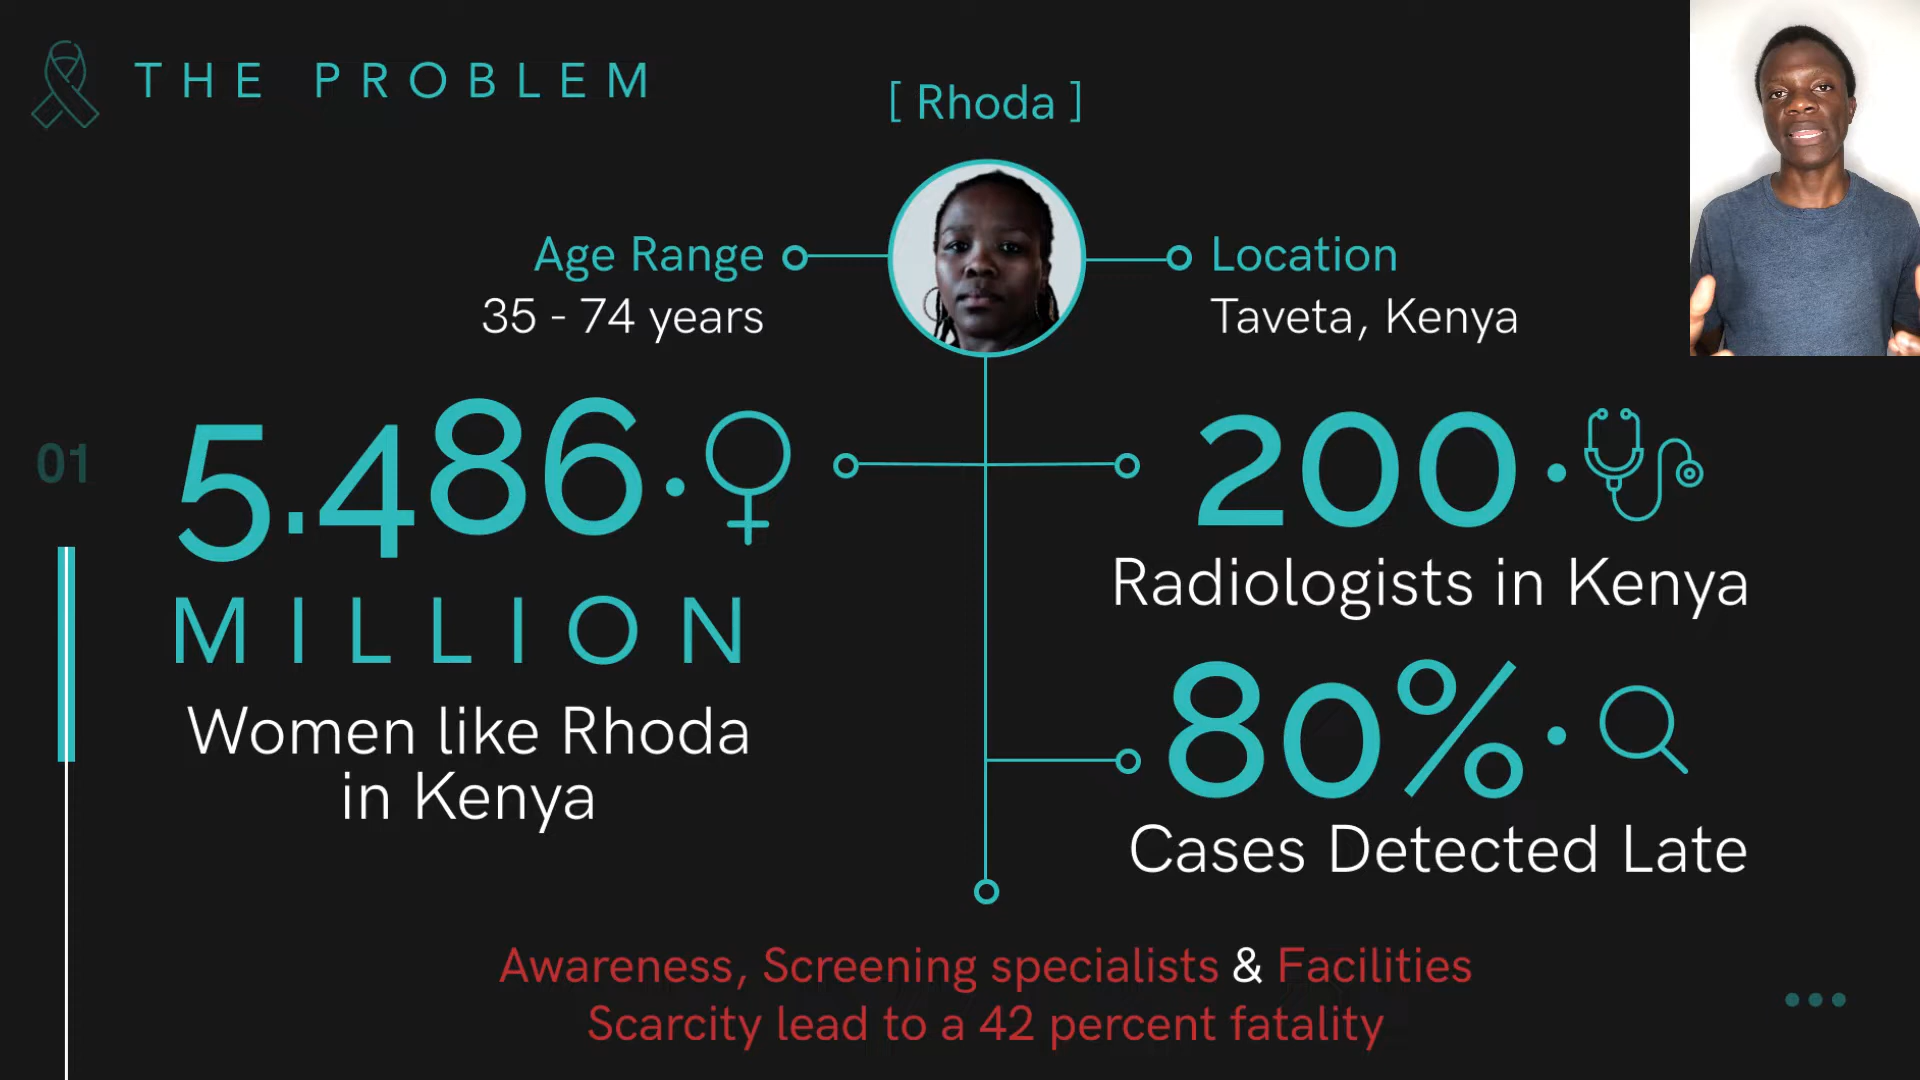 THE PROBLEM
[ Rhoda ]
Age Range
35 - 74 years
Location
Taveta, Kenya
01
5.486
MILLION
Women like Rhoda
in Kenya
200
Radiologists in Kenya
80%
Cases Detected Late
Awareness, Screening specialists & Facilities
Scarcity lead to a 42 percent fatality